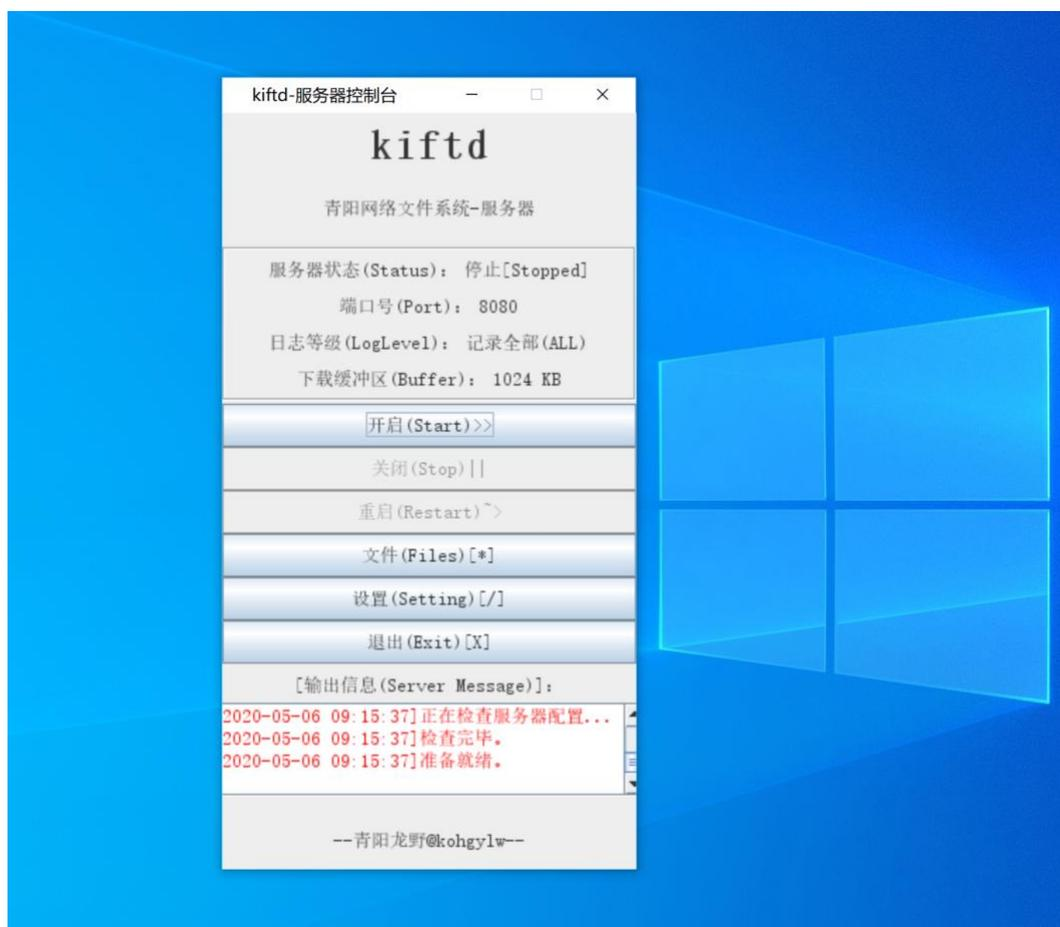 kiftd-服务器控制台
kiftd
青阳网络文件系统-服务器
服务器状态(Status)： 停止[Stopped]
端口号(Port)： 8080
日志等级(LogLevel)： 记录全部(ALL)
下载缓冲区(Buffer)： 1024 KB
开启(Start)>>
关闭(Stop)||
重启(Restart)~>
文件(Files)[*]
设置(Setting)[/]
退出(Exit)[X]
[输出信息(Server Message)]：
2020-05-06 09:15:37]正在检查服务器配置...
2020-05-06 09:15:37]检查完毕。
2020-05-06 09:15:37]准备就绪。
--青阳龙野@kohgylw--